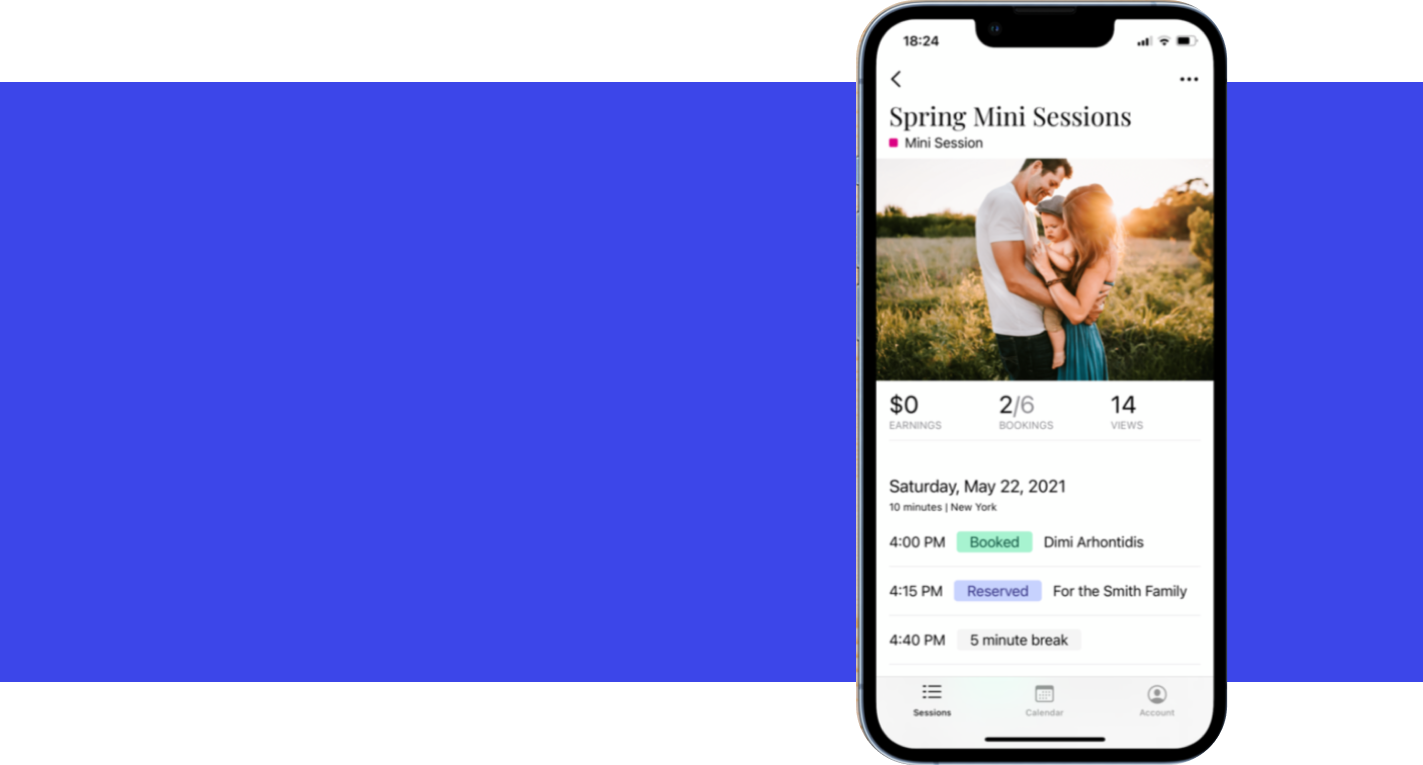 18:24
Spring Mini Sessions
Mini Session
$0 2/6 14
EARNINGS BOOKINGS VIEWS
Saturday, May 22, 2021
10 minutes | New York
4:00 PM Booked Dimi Arhontidis
4:15 PM Reserved For the Smith Family
4:40 PM 5 minute break
Sessions Calendar Account